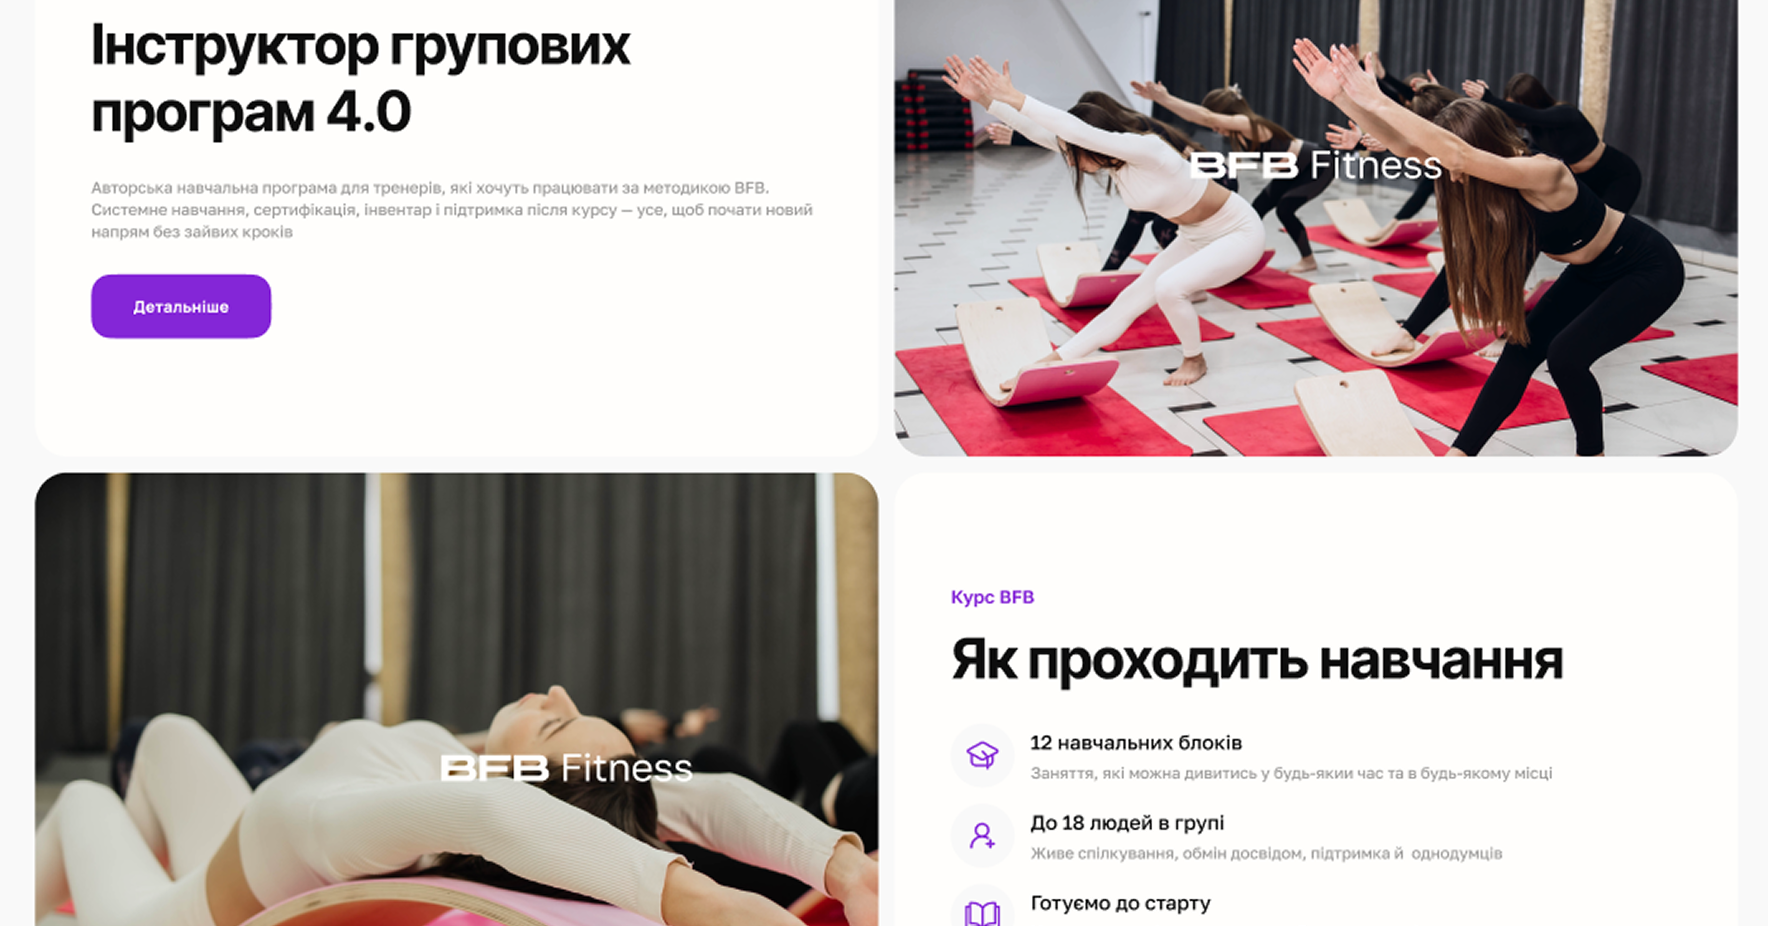 Інструктор групових
програм 4.0
Авторська навчальна програма для тренерів, які хочуть працювати за методикою BFB.
Системне навчання, сертифікація, інвентар і підтримка після курсу — усе, щоб почати новий
напрям без зайвих кроків
Детальніше
BFB Fitness
BFB Fitness
Курс BFB
Як проходить навчання
12 навчальних блоків
Заняття, які можна дивитись у будь-який час та в будь-якому місці
До 18 людей в групі
Живе спілкування, обмін досвідом, підтримка й однодумців
Готуємо до старту